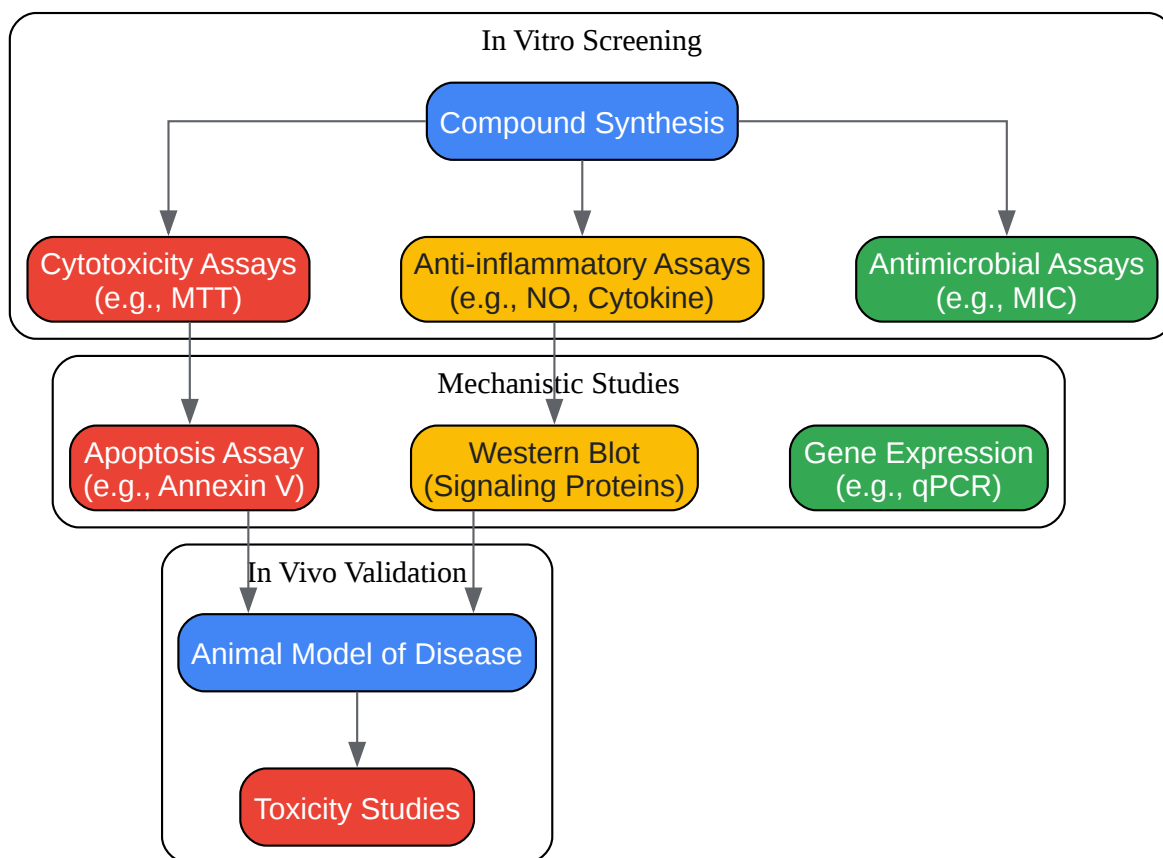 In Vitro Screening
Compound Synthesis
Cytotoxicity Assays
(e.g., MTT)
Anti-inflammatory Assays
(e.g., NO, Cytokine)
Antimicrobial Assays
(e.g., MIC)
Mechanistic Studies
Apoptosis Assay
(e.g., Annexin V)
Western Blot
(Signaling Proteins)
Gene Expression
(e.g., qPCR)
In Vivo Validation
Animal Model of Disease
Toxicity Studies